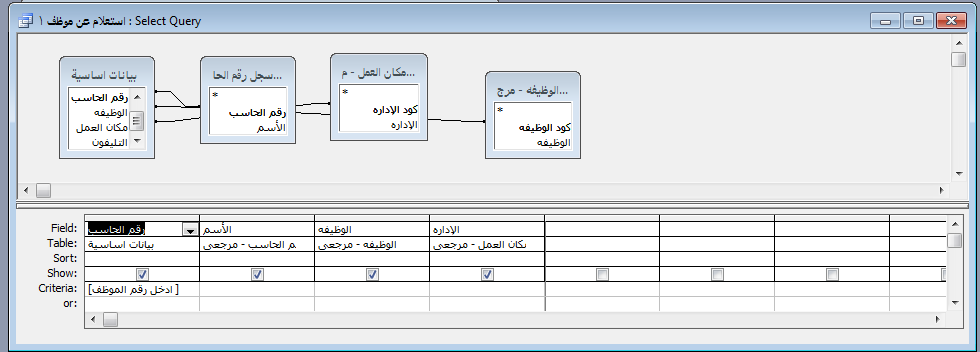 استعلام عن موظف ١ : Select Query
بيانات اساسية
رقم الحاسب
الوظيفه
مكان العمل
التليفون
...سجل رقم الحا
*
رقم الحاسب
الأسم
...مكان العمل - م
*
كود الإداره
الإداره
...الوظيفه - مرج
*
كود الوظيفه
الوظيفه
Field: رقم الحاسب الأسم الوظيفه الإداره
Table: بيانات اساسية م الحاسب - مرجعى الوظيفه - مرجعى مكان العمل - مرجعى
Sort:
Show:
Criteria: [ادخل رقم الموظف ]
or: